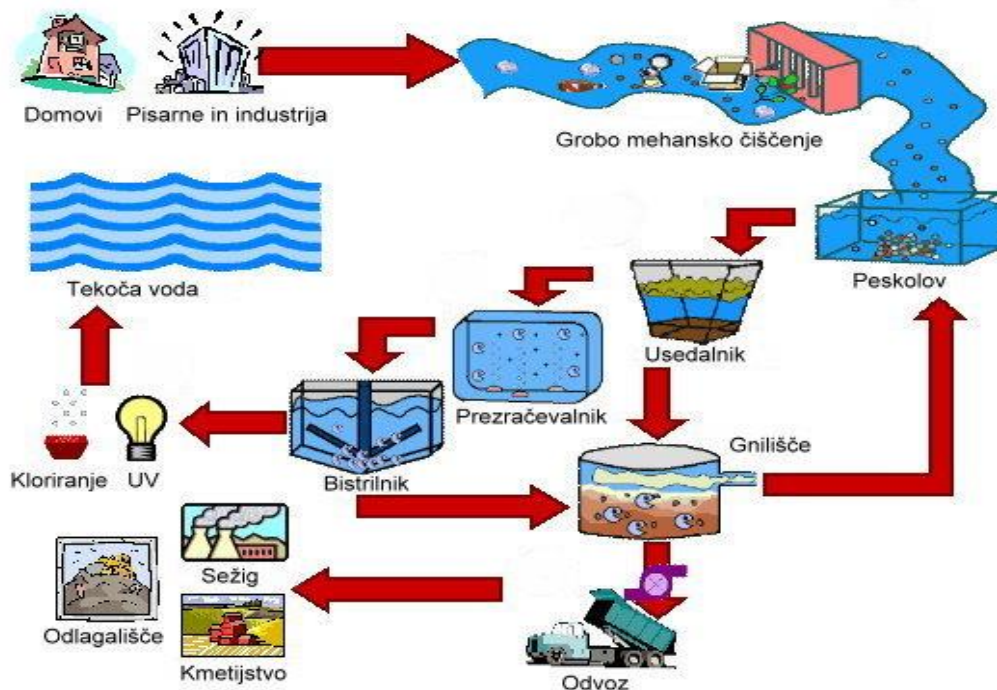 Domovi
Pisarne in industrija
Grobo mehansko čiščenje
Tekoča voda
Peskolov
Usedalnik
Prezračevalnik
Gnilišče
Kloriranje
UV
Bistrilnik
Sežig
Odlagališče
Kmetijstvo
Odvoz